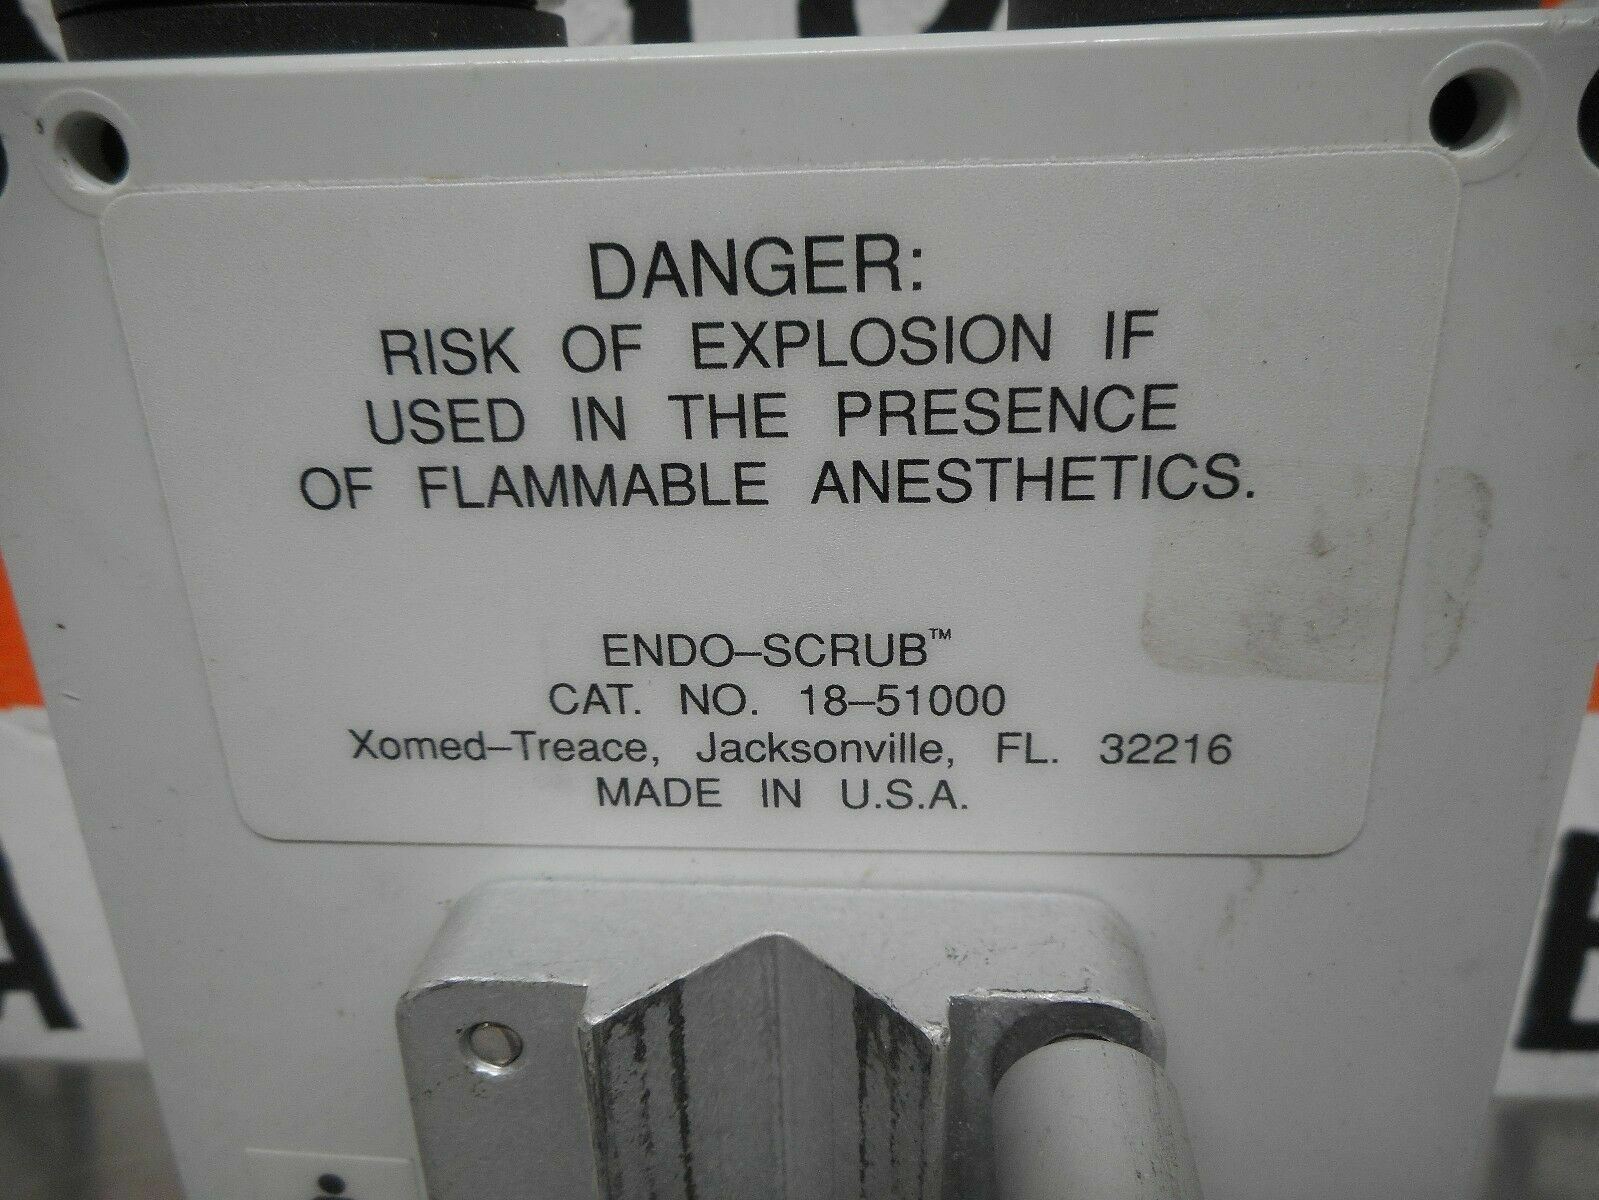 DANGER:
RISK OF EXPLOSION IF
USED IN THE PRESENCE
OF FLAMMABLE ANESTHETICS.
ENDO–SCRUB™
CAT. NO. 18–51000
Xomed–Treace, Jacksonville, FL. 32216
MADE IN U.S.A.